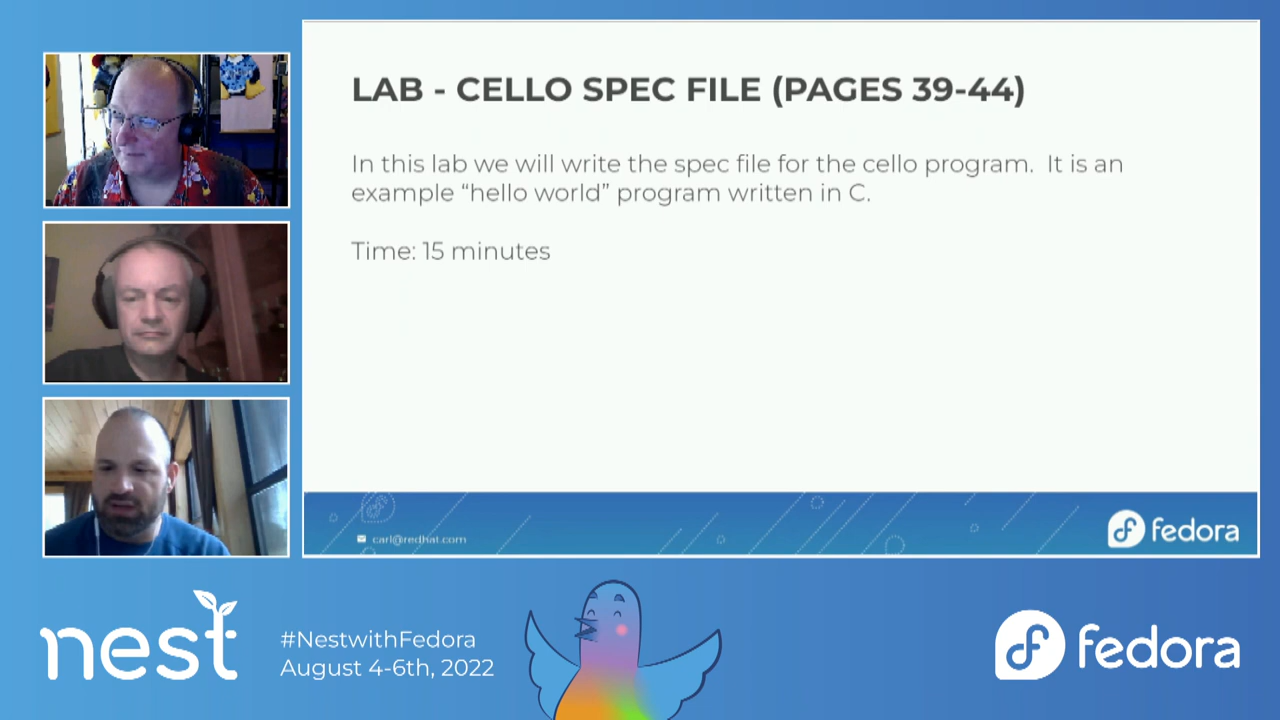 LAB - CELLO SPEC FILE (PAGES 39-44)
In this lab we will write the spec file for the cello program.  It is an
example “hello world” program written in C.
Time: 15 minutes
carl@redhat.com
fedora
nest
#NestwithFedora
August 4-6th, 2022
fedora